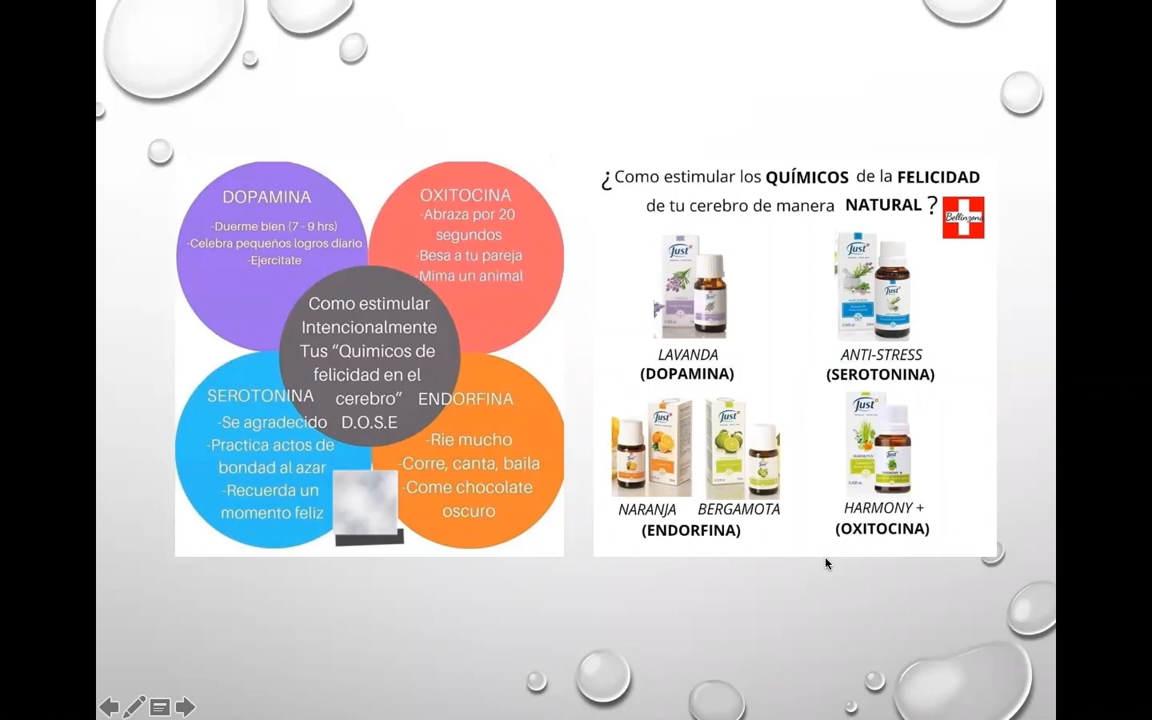 DOPAMINA
-Duerme bien (7 - 9 hrs)
-Celebra pequeños logros diario
-Ejercitate
OXITOCINA
-Abraza por 20
segundos
-Besa a tu pareja
-Mima un animal
Como estimular
Intencionalmente
Tus “Quimicos de
felicidad en el
cerebro”
D.O.S.E
SEROTONINA
-Se agradecido
-Practica actos de
bondad al azar
-Recuerda un
momento feliz
ENDORFINA
-Rie mucho
-Corre, canta, baila
-Come chocolate
oscuro
¿Como estimular los QUÍMICOS de la FELICIDAD
de tu cerebro de manera NATURAL ?
Bellinzona
Just
Just
LAVANDA
(DOPAMINA)
Just
Just
ANTI-STRESS
(SEROTONINA)
Just
Just
NARANJA BERGAMOTA
(ENDORFINA)
Just
HARMONY
HARMONY +
(OXITOCINA)